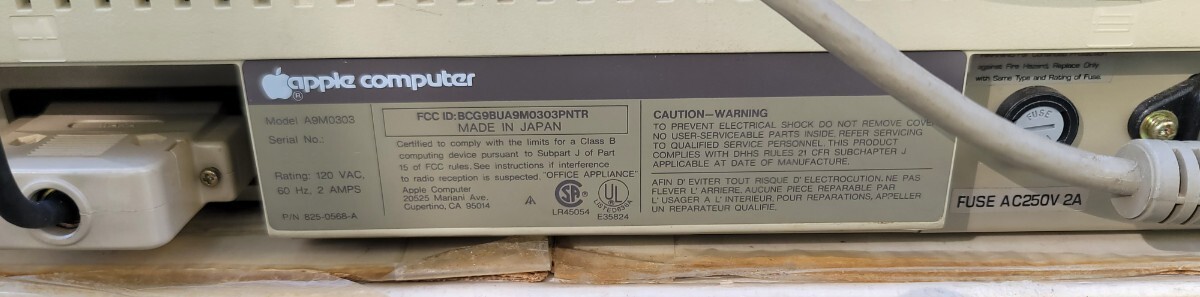 apple computer
®
Model A9M0303
Serial No.:
Rating: 120 VAC,
60 Hz, 2 AMPS
P/N 825-0568-A
FCC ID:BCG9BUA9M0303PNTR
MADE IN JAPAN
Certified to comply with the limits for a Class B
computing device pursuant to Subpart J of Part
15 of FCC rules. See instructions if interference
to radio reception is suspected. "OFFICE APPLIANCE"
Apple Computer
20525 Mariani Ave.
Cupertino, CA 95014
LR45054
E35824
CAUTION–WARNING
TO PREVENT ELECTRICAL SHOCK DO NOT REMOVE COVE
NO USER-SERVICEABLE PARTS INSIDE. REFER SERVICING
TO QUALIFIED SERVICE PERSONNEL. THIS PRODUCT
COMPLIES WITH DHHS RULES 21 CFR SUBCHAPTER J
APPLICABLE AT DATE OF MANUFACTURE.
AFIN D' EVITER TOUT RISQUE D' ELECTROCUTION, NE PAS
FLEVER L' ARRIERE, AUCUNE PIECE REPARABLE PAR
L' USAGER A L' INTERIEUR. POUR REPARATIONS, APPELLER
UN REPARATEUR QUALIFIE.
against Fire Hazard, Replace Only
with Same Type and Rating of Fuse.
FUSE AC250V 2A